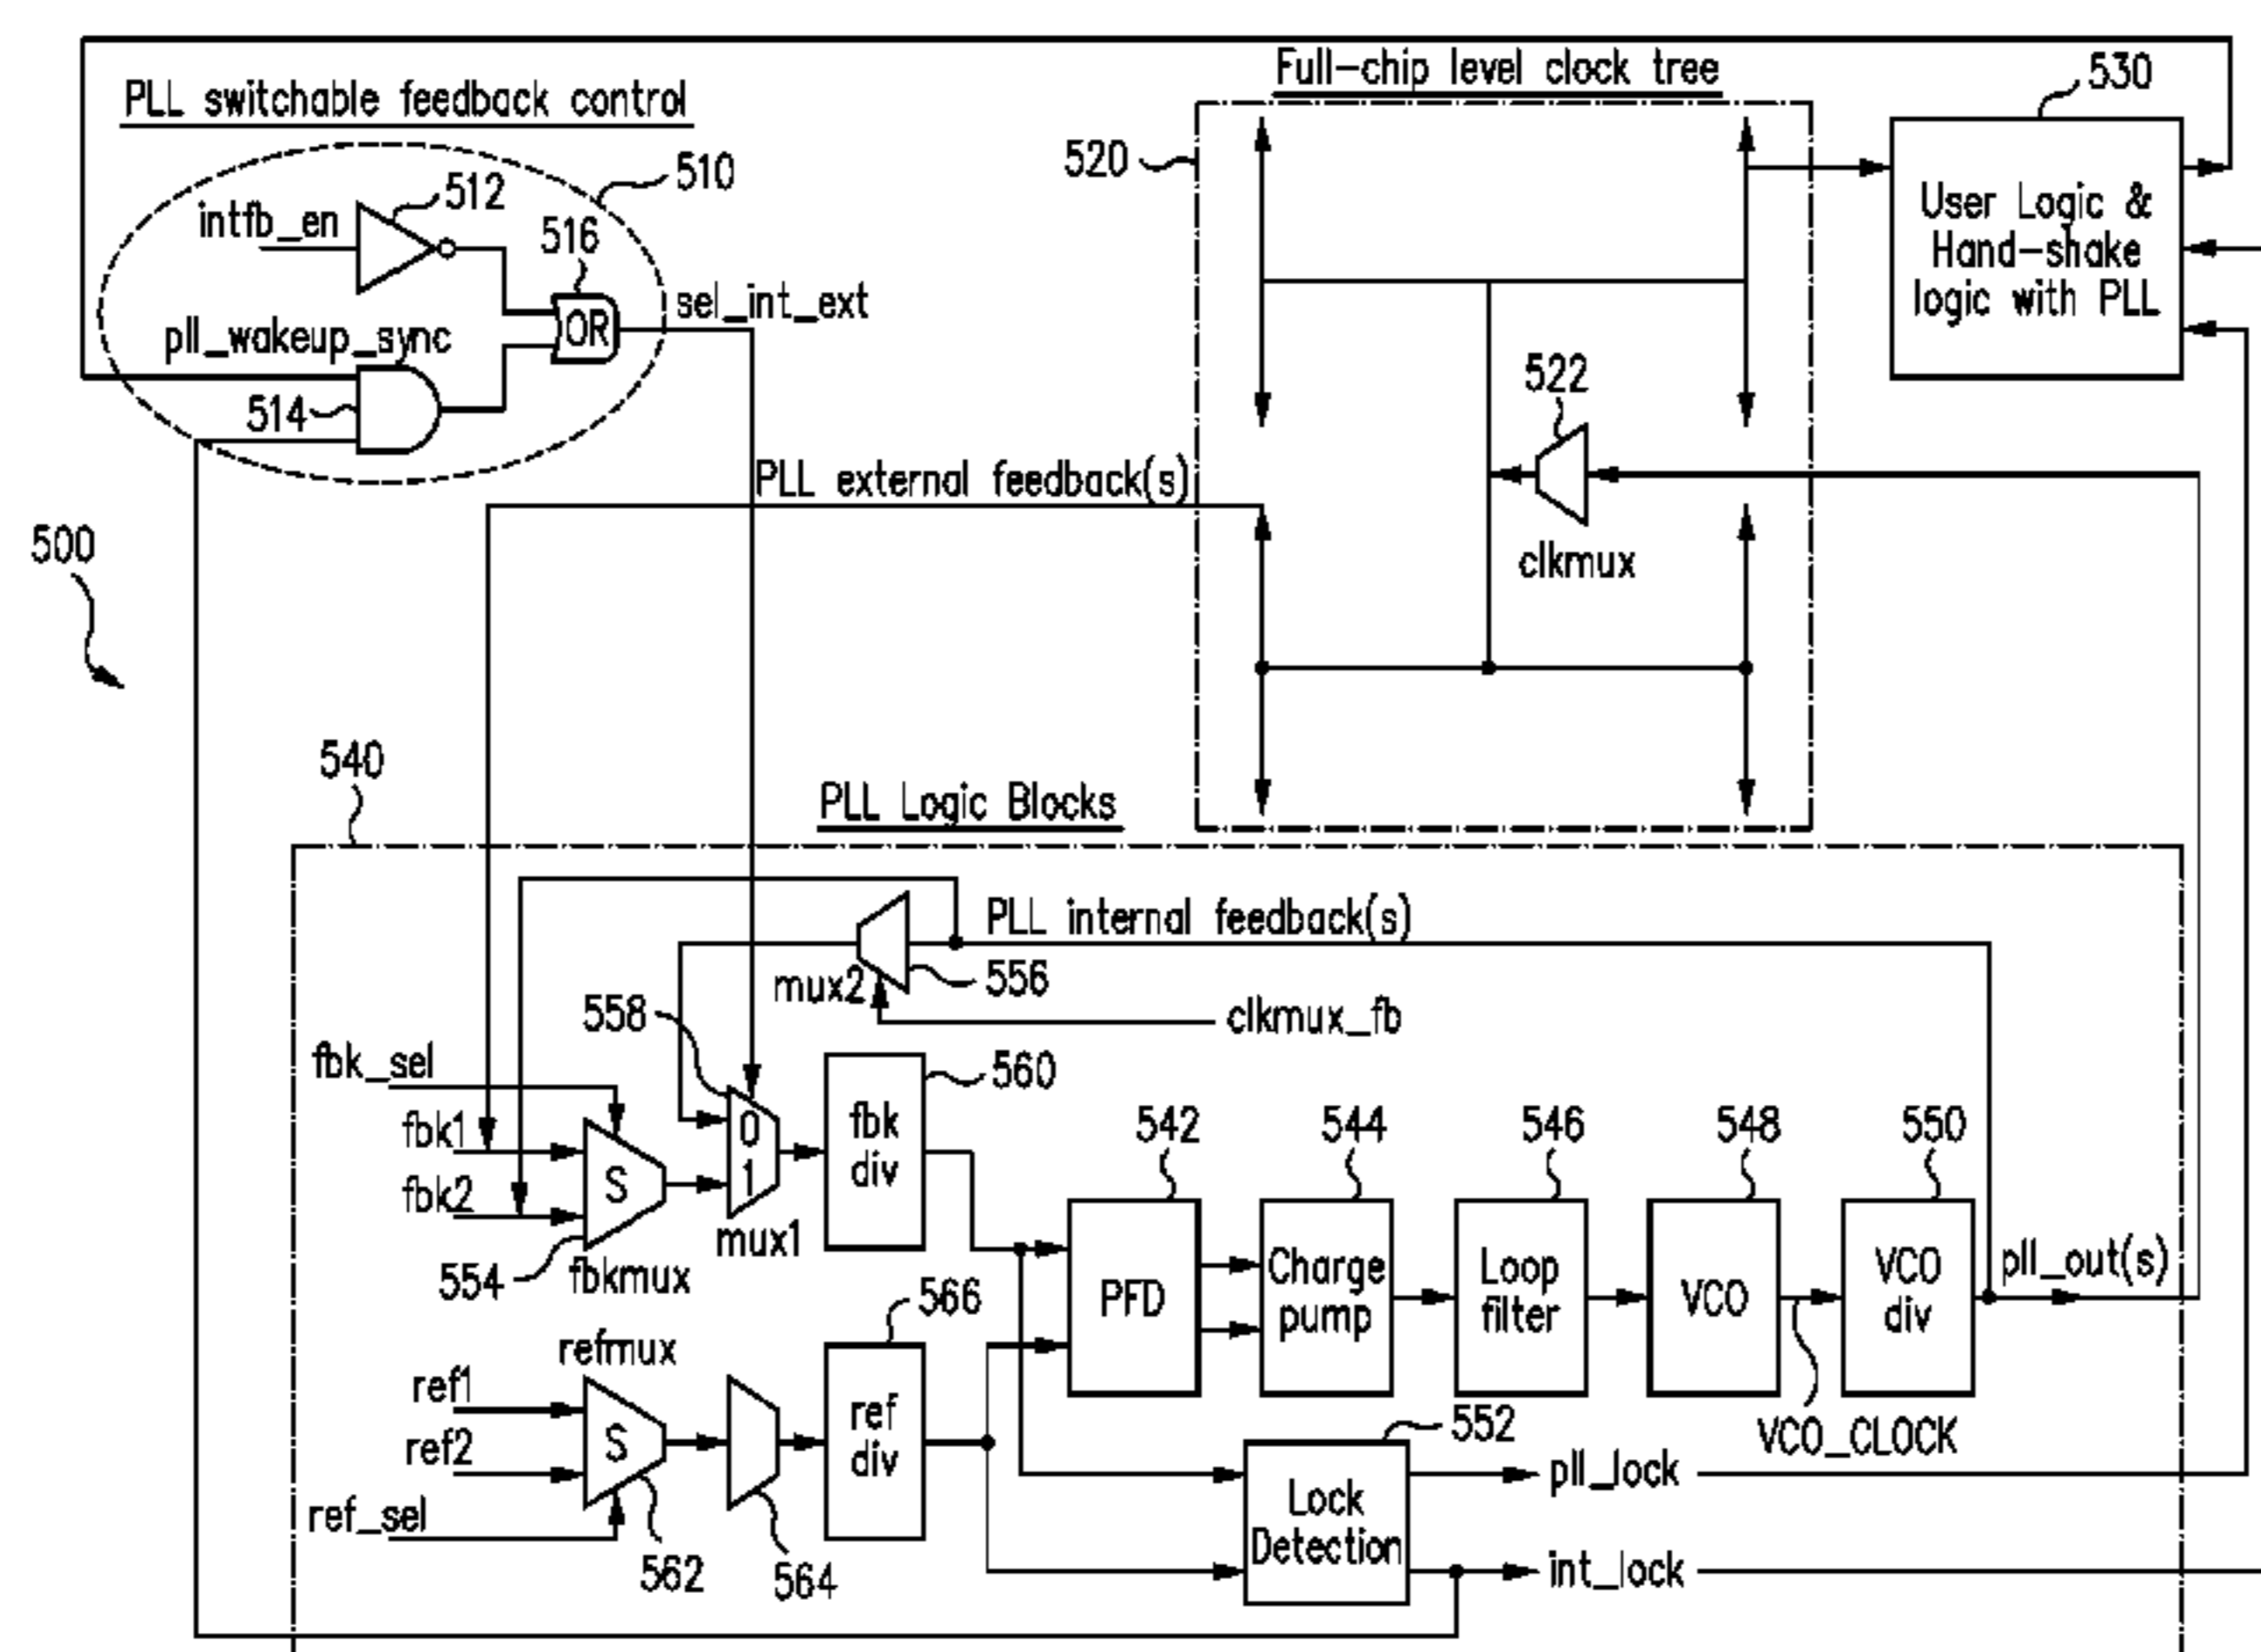 Full-chip level clock tree
530
PLL switchable feedback control
520
510
512
intfb_en
516
User Logic &
Hand-shake
logic with PLL
sel_int_ext
OR
pll_wakeup_sync
522
514
PLL external feedback(s)
500
clkmux
540
PLL Logic Blocks
PLL internal feedback(s)
mux2
556
558
clkmux_fb
fbk_sel
560
fbk1
0
fbk
div
542
544
546
548
550
fbk2
S
1
mux1
554
fbkmux
PFD
Charge
pump
Loop
filter
VCO
VCO
div
pll_out(s)
566
refmux
ref1
ref2
S
ref
div
552
VCO_CLOCK
pll_lock
ref_sel
Lock
Detection
562
564
int_lock